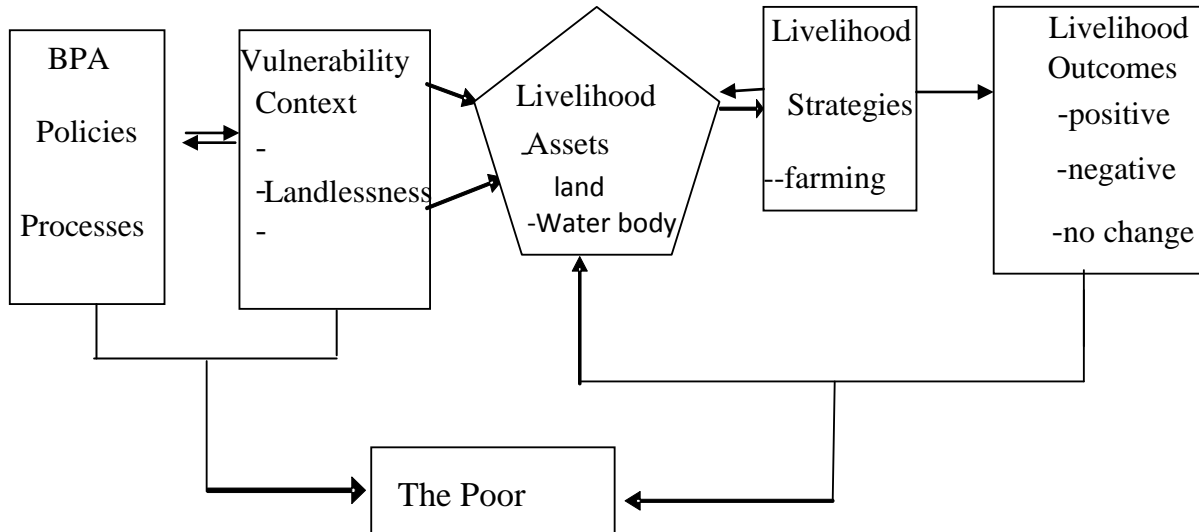 BPA
Policies
Processes
Vulnerability
Context
-
-Landlessness
-
Livelihood
-Assets
land
-Water body
Livelihood
Strategies
--farming
Livelihood
Outcomes
-positive
-negative
-no change
The Poor